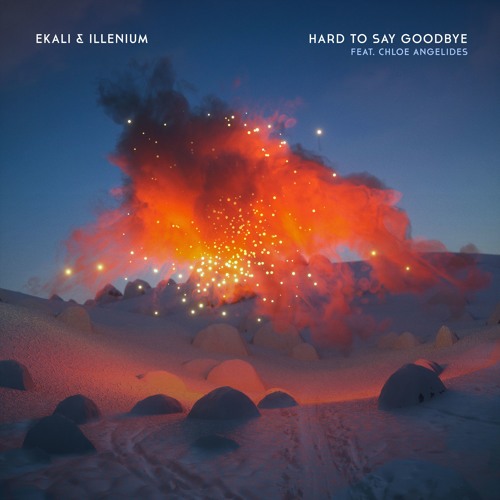 EKALI & ILLENIUM
HARD TO SAY GOODBYE
FEAT. CHLOE ANGELIDES